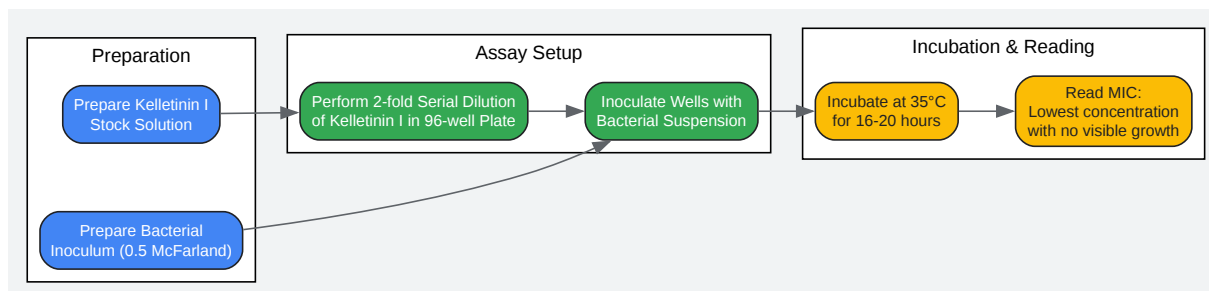 Preparation
Prepare Kelletinin I
Stock Solution
Prepare Bacterial
Inoculum (0.5 McFarland)
Assay Setup
Perform 2-fold Serial Dilution
of Kelletinin I in 96-well Plate
Inoculate Wells with
Bacterial Suspension
Incubation & Reading
Incubate at 35°C
for 16-20 hours
Read MIC:
Lowest concentration
with no visible growth